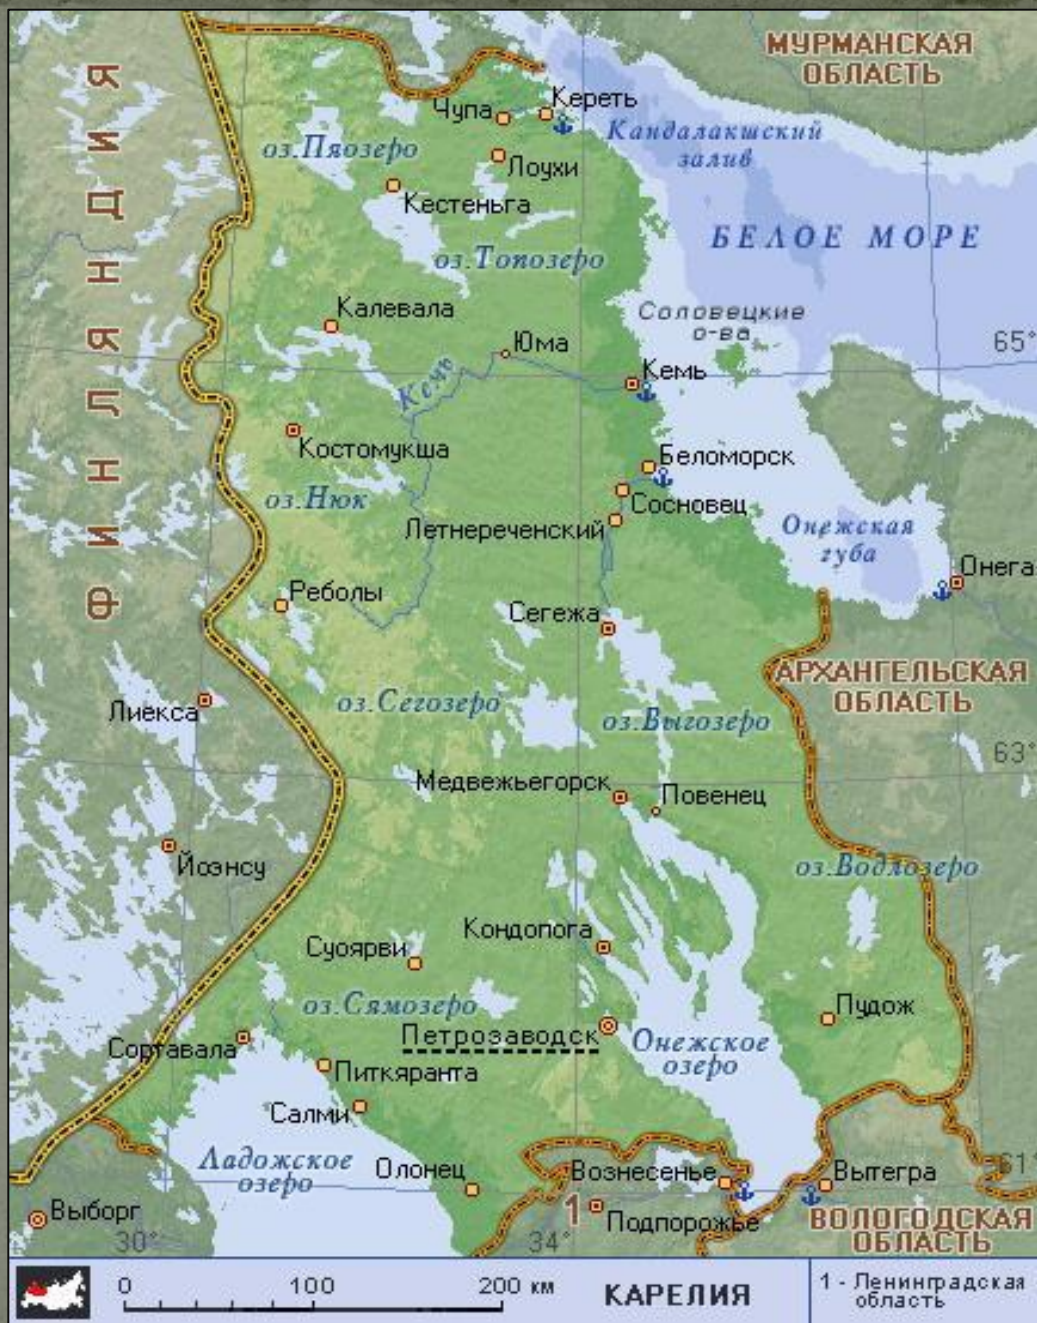 МУРМАНСКАЯ
ОБЛАСТЬ
ФИНЛЯНДИЯ
Чупа
Кереть
оз.Пяозеро
Кандалакшский
залив
Лоухи
Кестеньга
БЕЛОЕ МОРЕ
оз.Топозеро
Калевала
Соловецкие
о-ва
Юма
65°
Кемь
Кемь
Костомукша
Беломорск
оз.Нюк
Сосновец
Летнереченский
Онежская
губа
Онега
Реболы
Сегежа
АРХАНГЕЛЬСКАЯ
ОБЛАСТЬ
Лиекса
оз.Сегозеро
оз.Выгозеро
63°
Медвежьегорск
Повенец
Йоэнсу
оз.Водлозеро
Кондопога
Суоярви
оз.Сямозеро
Пудож
Петрозаводск
Онежское
озеро
Сортавала
Питкяранта
Салми
Ладожское
озеро
Олонец
Вознесенье
Вытегра
61°
Выборг
1
Подпорожье
ВОЛОГОДСКАЯ
ОБЛАСТЬ
30°
34°
0 100 200 км
КАРЕЛИЯ
1 - Ленинградская
область